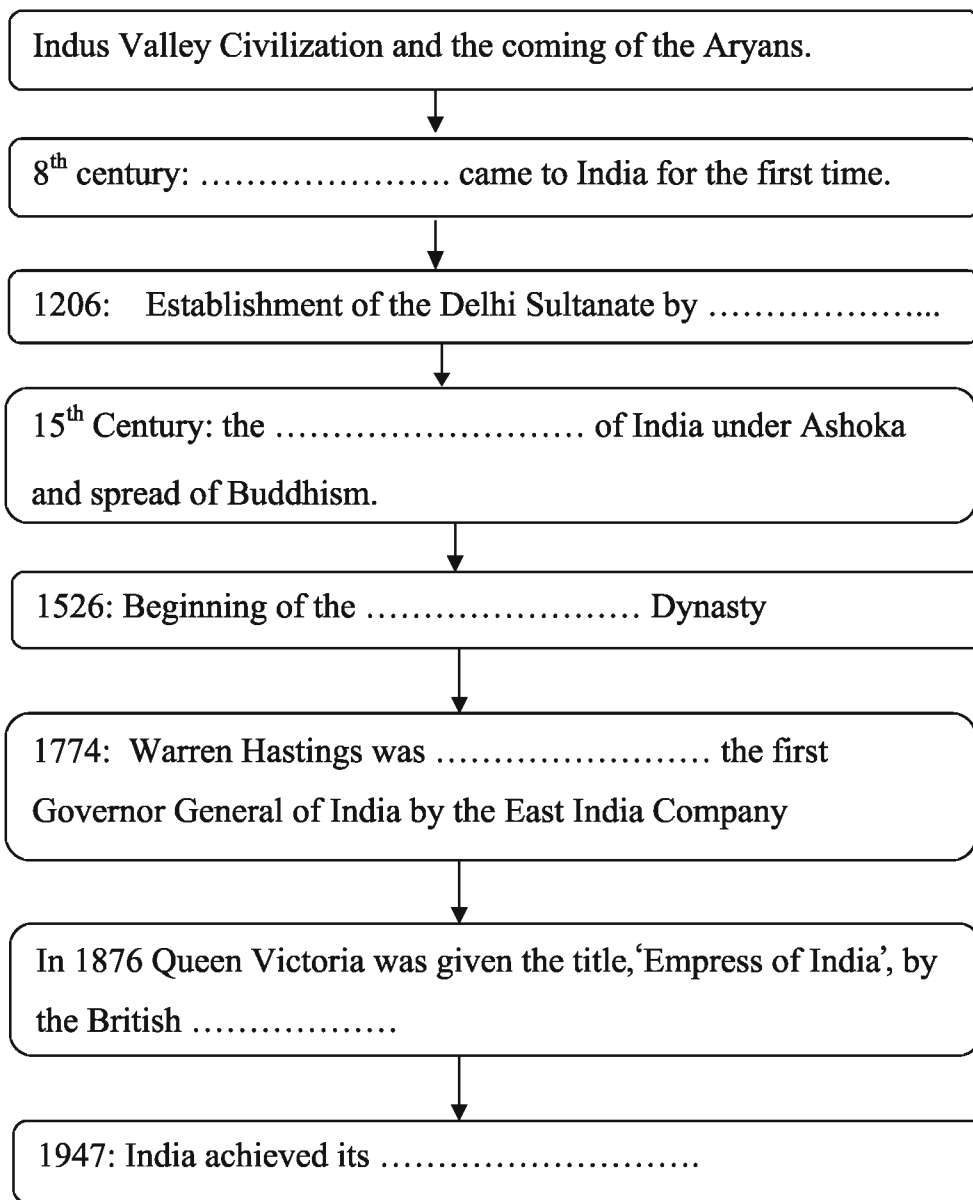 Indus Valley Civilization and the coming of the Aryans.
8th century: …………………… came to India for the first time.
1206: Establishment of the Delhi Sultanate by …………………...
15th Century: the ………………………… of India under Ashoka
and spread of Buddhism.
1526: Beginning of the ……………………… Dynasty
1774: Warren Hastings was ……………………… the first
Governor General of India by the East India Company
In 1876 Queen Victoria was given the title,‘Empress of India’, by
the British ………………
1947: India achieved its ………………………….